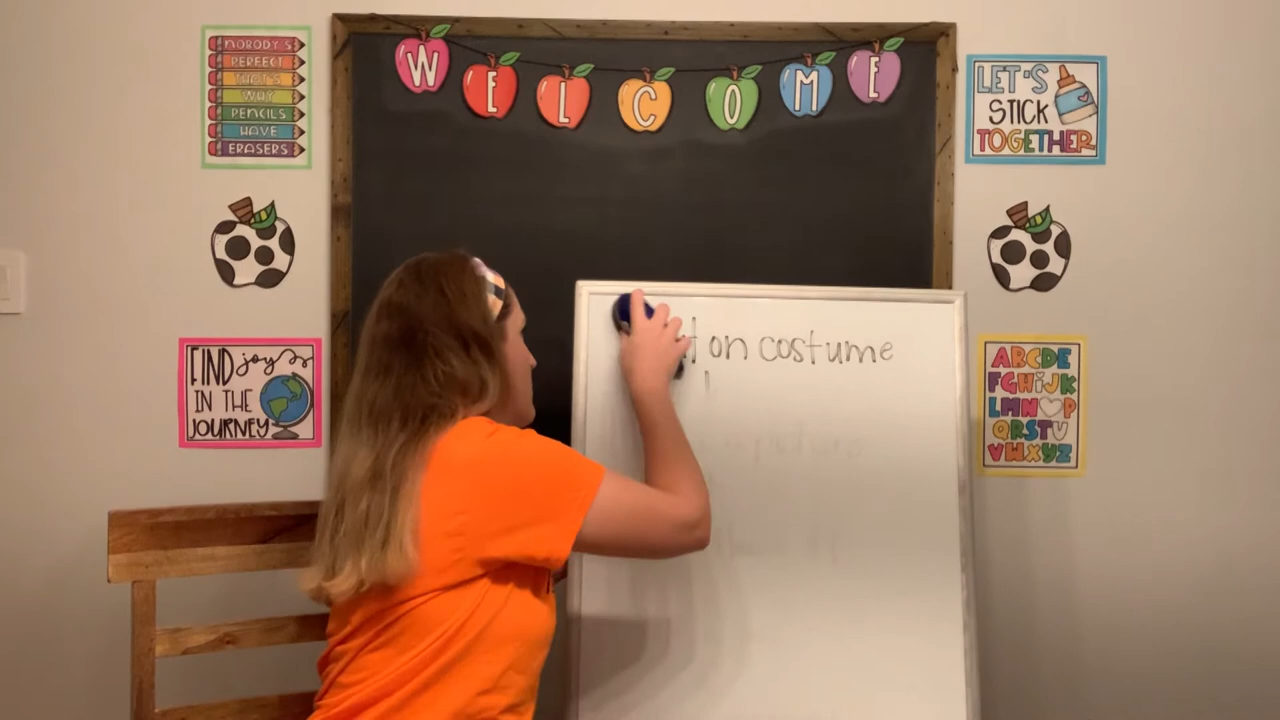 WELCOME
NOBODY'S
PERFECT
THAT'S
WHY
PENCILS
HAVE
ERASERS
LET'S
STICK
TOGETHER
FIND joy
IN THE
JOURNEY
on costume
ABCDE
FGHIJK
LMN P
QRSTU
VWXYZ